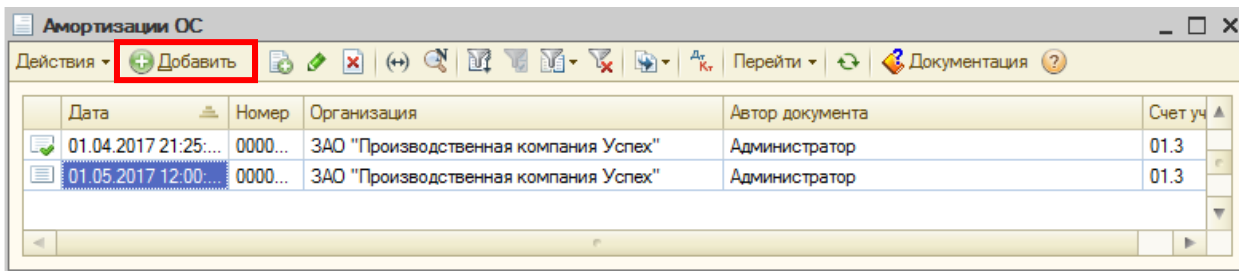 Амортизации ОС
Действия Добавить Дт Кт Перейти Документация ?
Дата Номер Организация Автор документа Счет уч
01.04.2017 21:25:... 0000... ЗАО "Производственная компания Успех" Администратор 01.3
01.05.2017 12:00:... 0000... ЗАО "Производственная компания Успех" Администратор 01.3